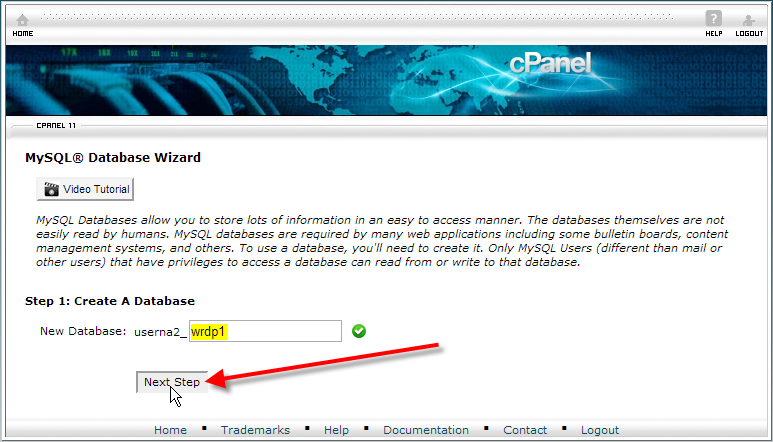 HOME
HELP
LOGOUT
cPanel
CPANEL 11
MySQL® Database Wizard
Video Tutorial
MySQL Databases allow you to store lots of information in an easy to access manner. The databases themselves are not
easily read by humans. MySQL databases are required by many web applications including some bulletin boards, content
management systems, and others. To use a database, you'll need to create it. Only MySQL Users (different than mail or
other users) that have privileges to access a database can read from or write to that database.
Step 1: Create A Database
New Database: userna2_ wrdp1
Next Step
Home ▪ Trademarks ▪ Help ▪ Documentation ▪ Contact ▪ Logout